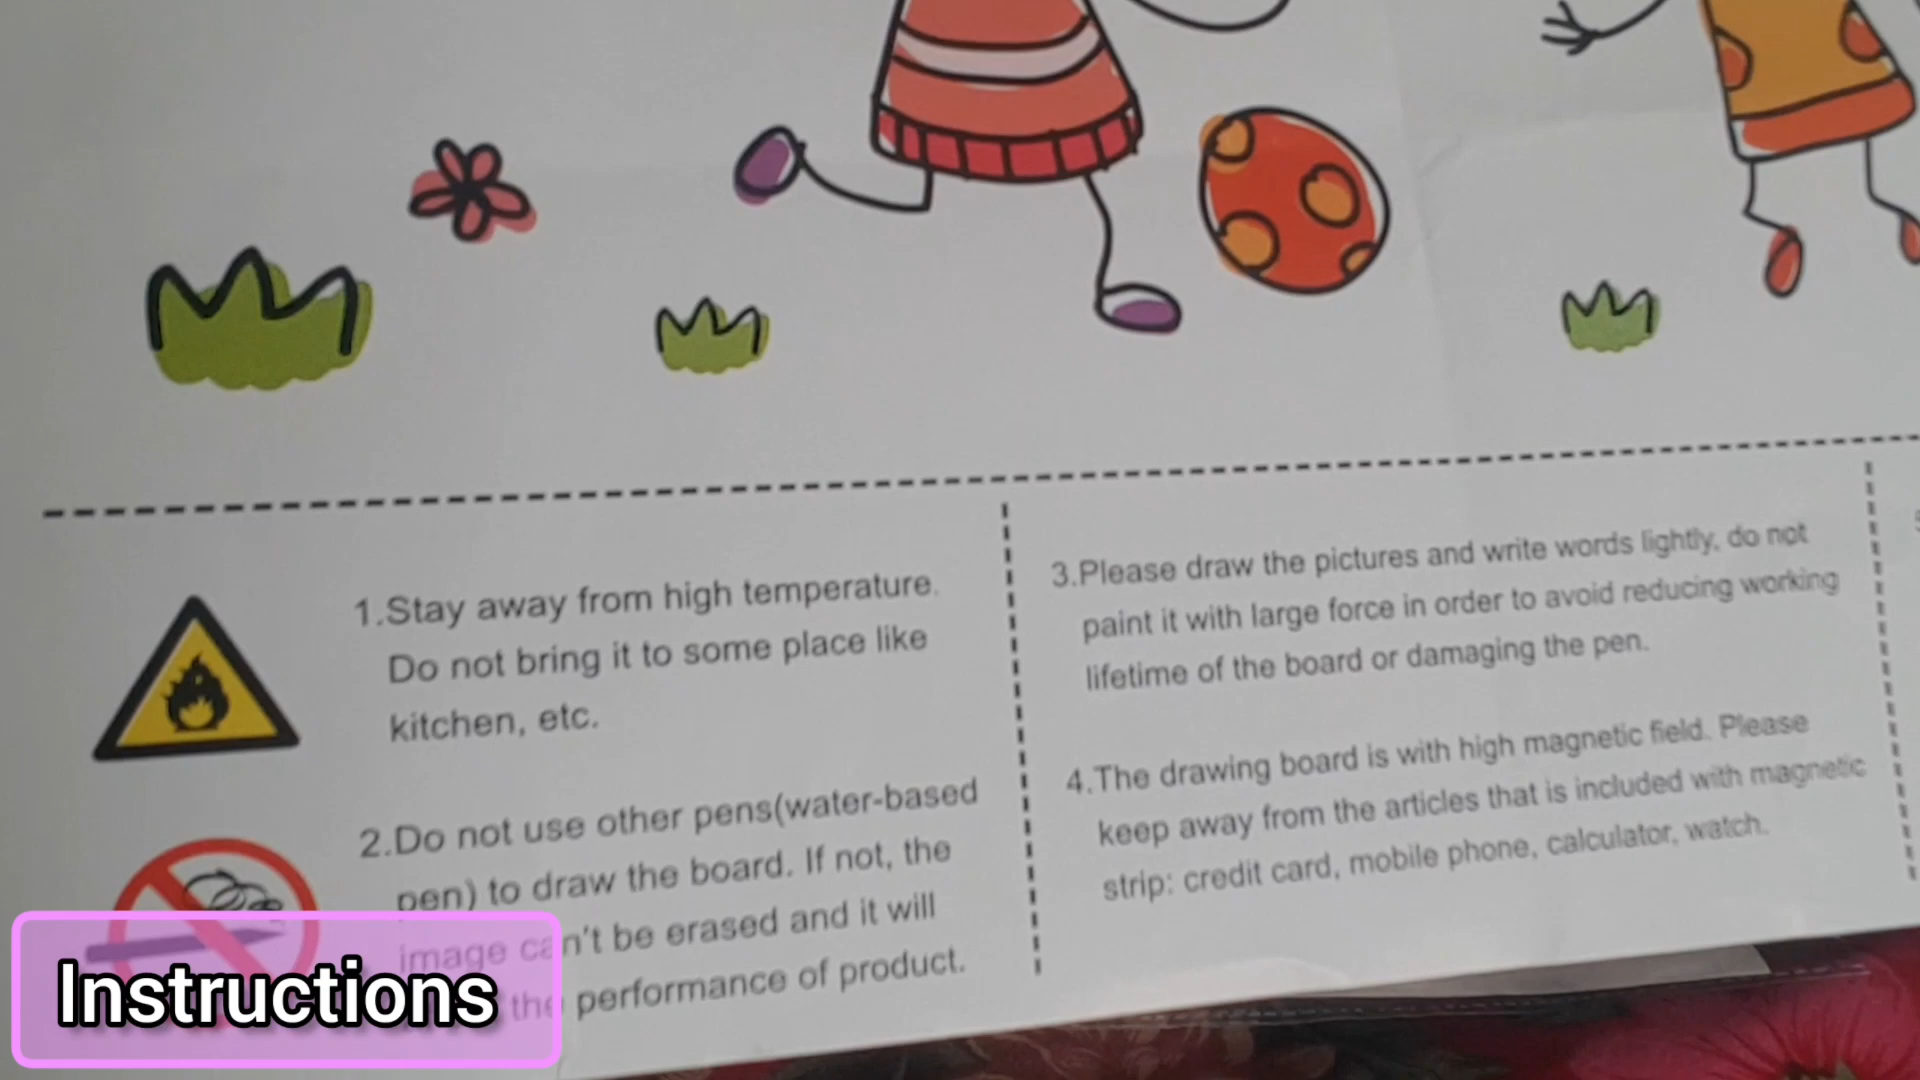 1.Stay away from high temperature.
Do not bring it to some place like
kitchen, etc.
2.Do not use other pens(water-based
pen) to draw the board. If not, the
image can't be erased and it will
the performance of product.
3.Please draw the pictures and write words lightly, do not
paint it with large force in order to avoid reducing working
lifetime of the board or damaging the pen.
4.The drawing board is with high magnetic field. Please
keep away from the articles that is included with magnetic
strip: credit card, mobile phone, calculator, watch.
Instructions